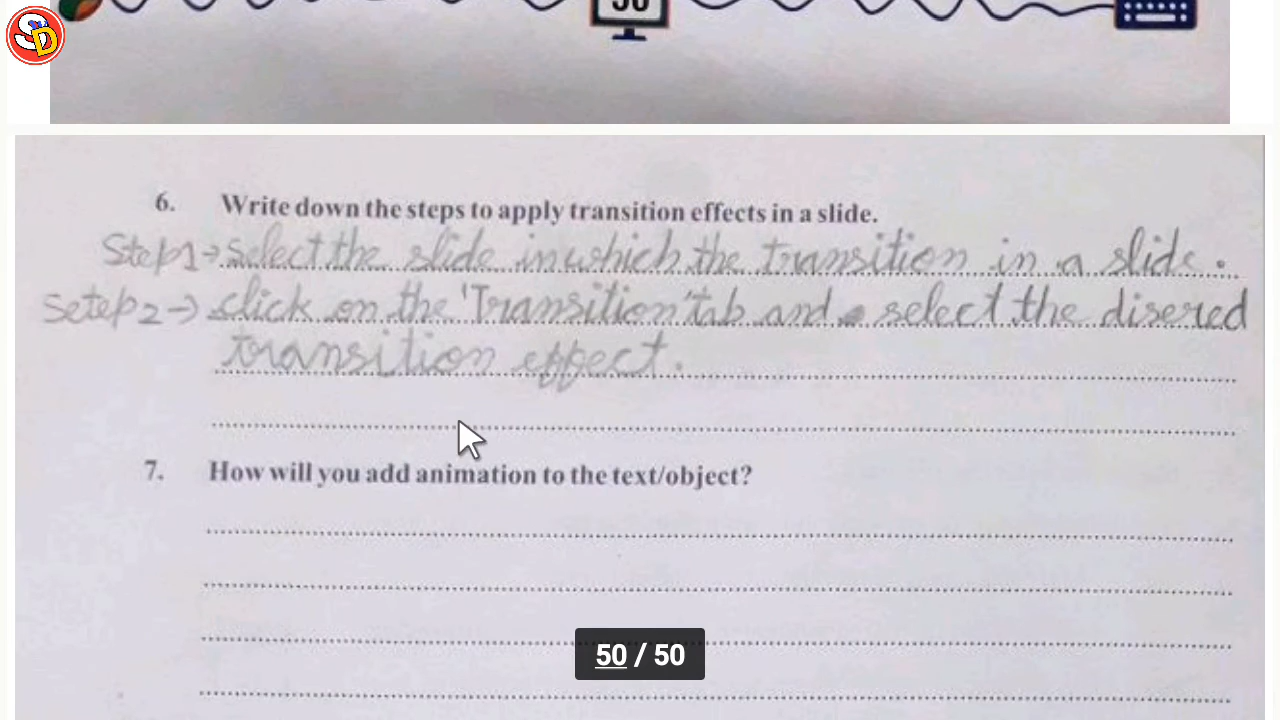 SD
50
6. Write down the steps to apply transition effects in a slide.
Step1→ select the slide in which the transition in a slide.
Setep2→ click on the 'Transition' tab and select the disered
transition effect.
7. How will you add animation to the text/object?
50 / 50